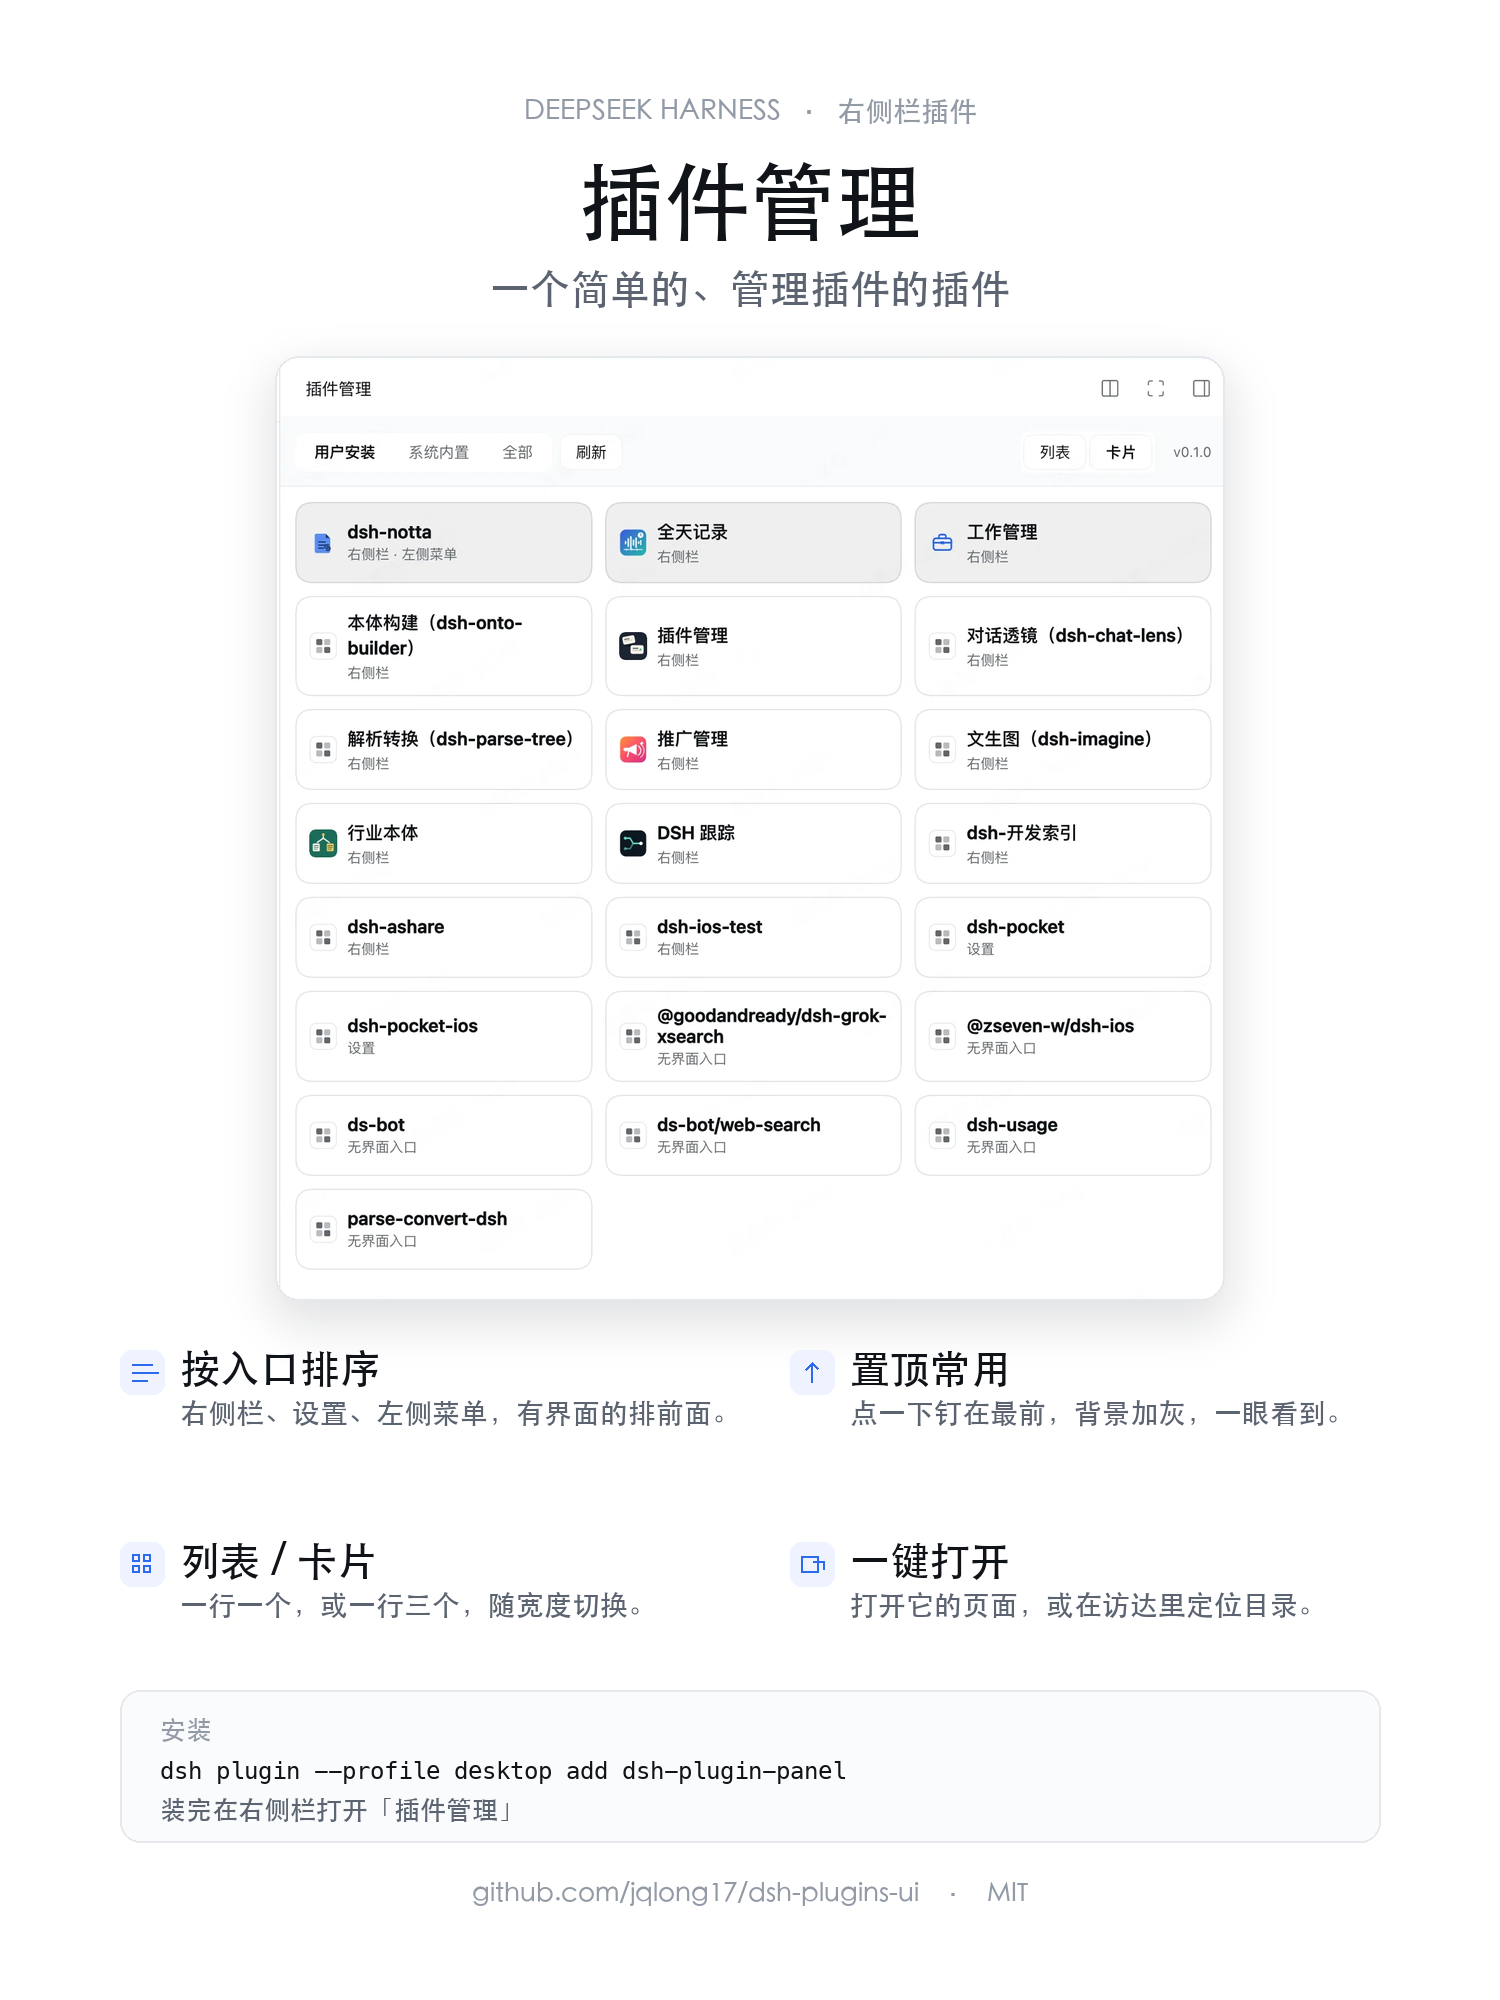 DEEPSEEK HARNESS · 右侧栏插件
插件管理
一个简单的、管理插件的插件
插件管理
用户安装 系统内置 全部 刷新 列表 卡片 v0.1.0
dsh-notta
右侧栏 · 左侧菜单
全天记录
右侧栏
工作管理
右侧栏
本体构建（dsh-onto-
builder）
右侧栏
插件管理
右侧栏
对话透镜（dsh-chat-lens）
右侧栏
解析转换（dsh-parse-tree）
右侧栏
推广管理
右侧栏
文生图（dsh-imagine）
右侧栏
行业本体
右侧栏
DSH 跟踪
右侧栏
dsh-开发索引
右侧栏
dsh-ashare
右侧栏
dsh-ios-test
右侧栏
dsh-pocket
设置
dsh-pocket-ios
设置
@goodandready/dsh-grok-
xsearch
无界面入口
@zseven-w/dsh-ios
无界面入口
ds-bot
无界面入口
ds-bot/web-search
无界面入口
dsh-usage
无界面入口
parse-convert-dsh
无界面入口
按入口排序
右侧栏、设置、左侧菜单，有界面的排前面。
置顶常用
点一下钉在最前，背景加灰，一眼看到。
列表 / 卡片
一行一个，或一行三个，随宽度切换。
一键打开
打开它的页面，或在访达里定位目录。
安装
dsh plugin --profile desktop add dsh-plugin-panel
装完在右侧栏打开「插件管理」
github.com/jqlong17/dsh-plugins-ui · MIT